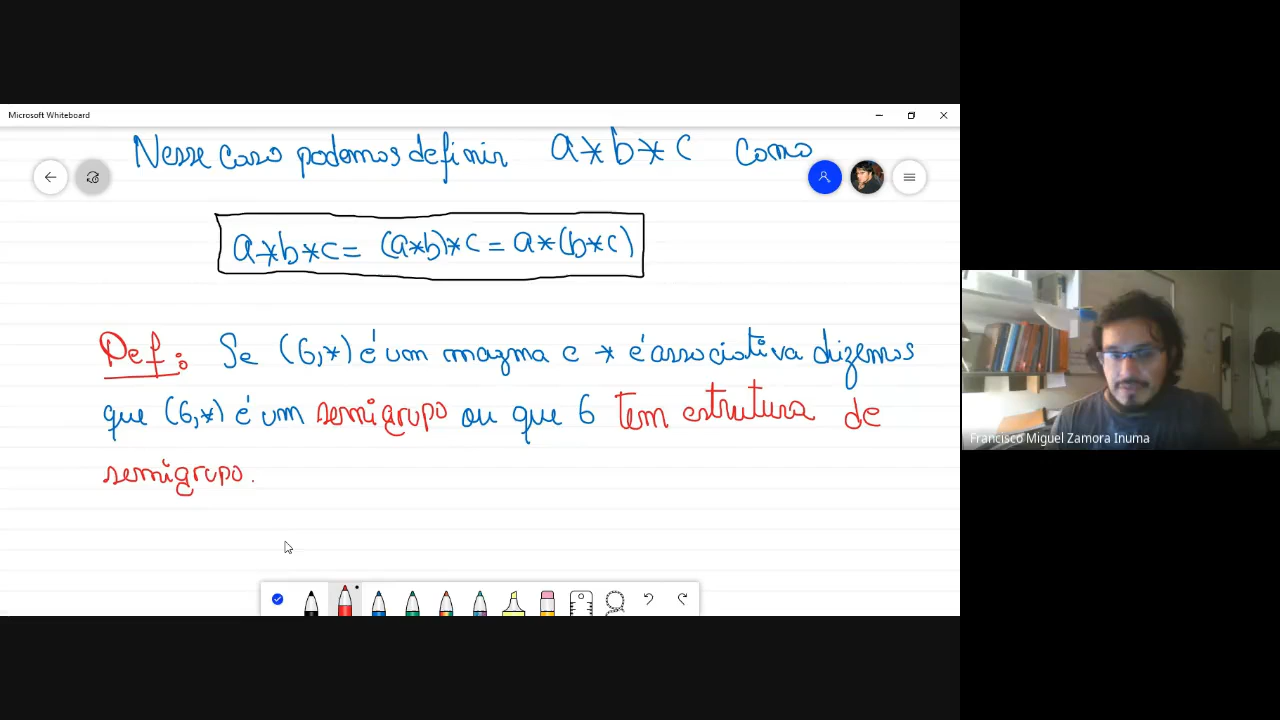 Microsoft Whiteboard
Nesse caso podemos definir a*b*c como
a*b*c = (a*b)*c = a*(b*c)
Def: Se (G,*) é um magma e * é associativa dizemos
que (G,*) é um semigrupo ou que G tem estrutura de
semigrupo.
Francisco Miguel Zamora Inuma